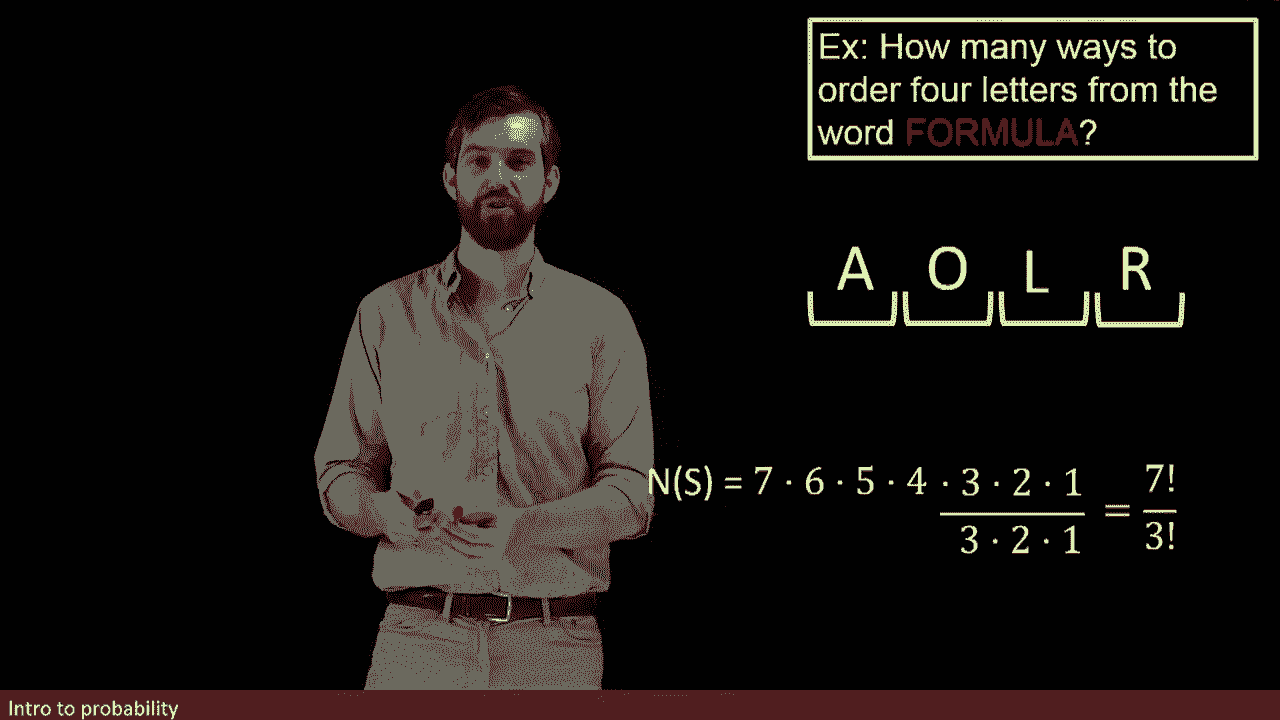 Ex: How many ways to
order four letters from the
word FORMULA?
A O L R
N(S) = 7 · 6 · 5 · 4 · 3 · 2 · 1 / 3 · 2 · 1 = 7! / 3!
Intro to probability